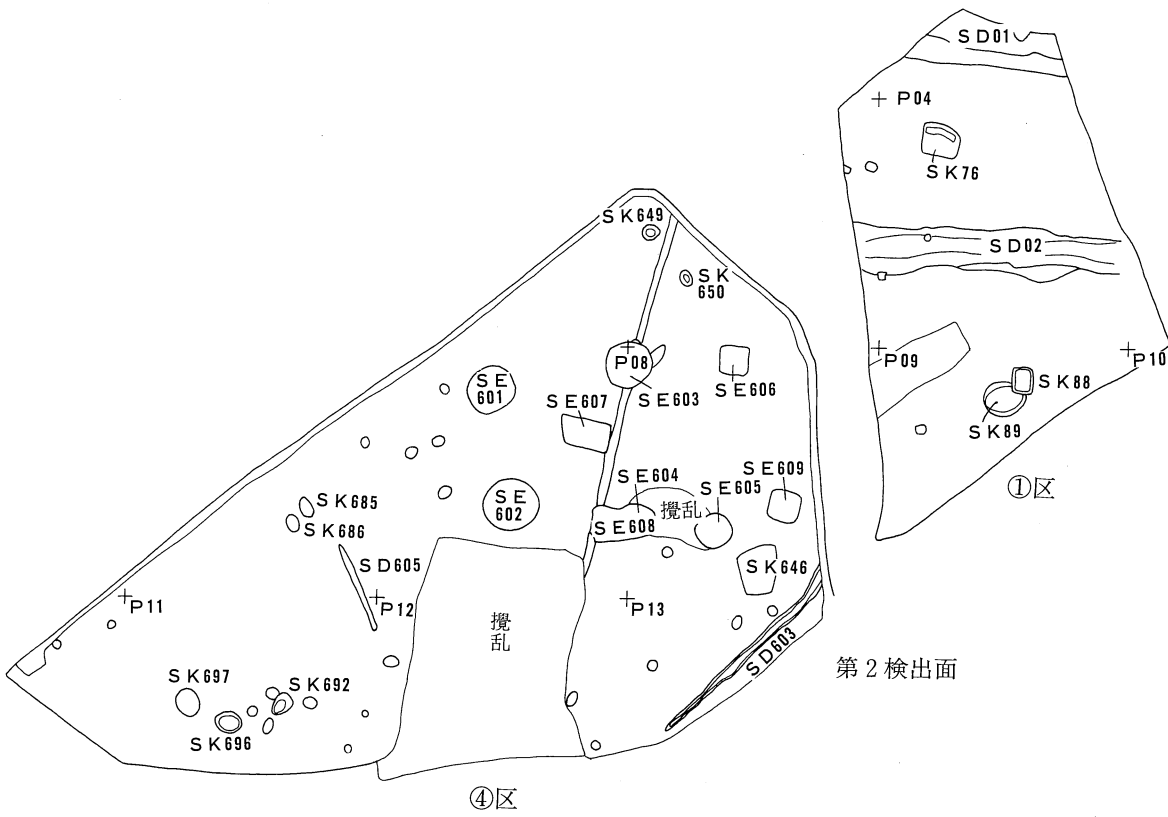 SD01
P04
SK76
SD02
P09
P10
SK88
SK89
①区
SK649
SK
650
P08
SE
601
SE607
SE603
SE606
SE604
SE605
SE609
SE
602
SE608
攪乱
SK685
SK686
SD605
SK646
P11
P12
P13
攪
乱
SD603
第2検出面
SK697
SK692
SK696
④区